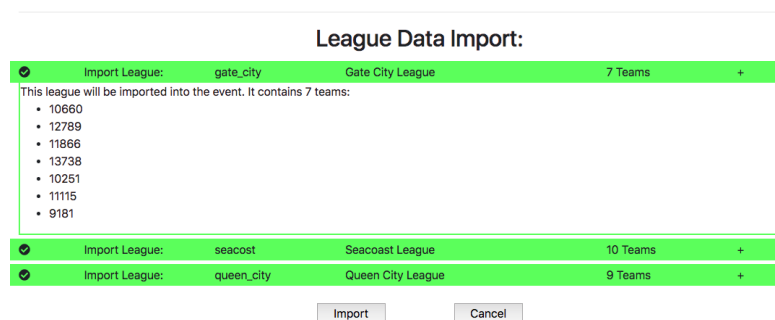 League Data Import:
Import League: gate_city Gate City League 7 Teams +
This league will be imported into the event. It contains 7 teams:
• 10660
• 12789
• 11866
• 13738
• 10251
• 11115
• 9181
Import League: seacost Seacoast League 10 Teams +
Import League: queen_city Queen City League 9 Teams +
Import Cancel